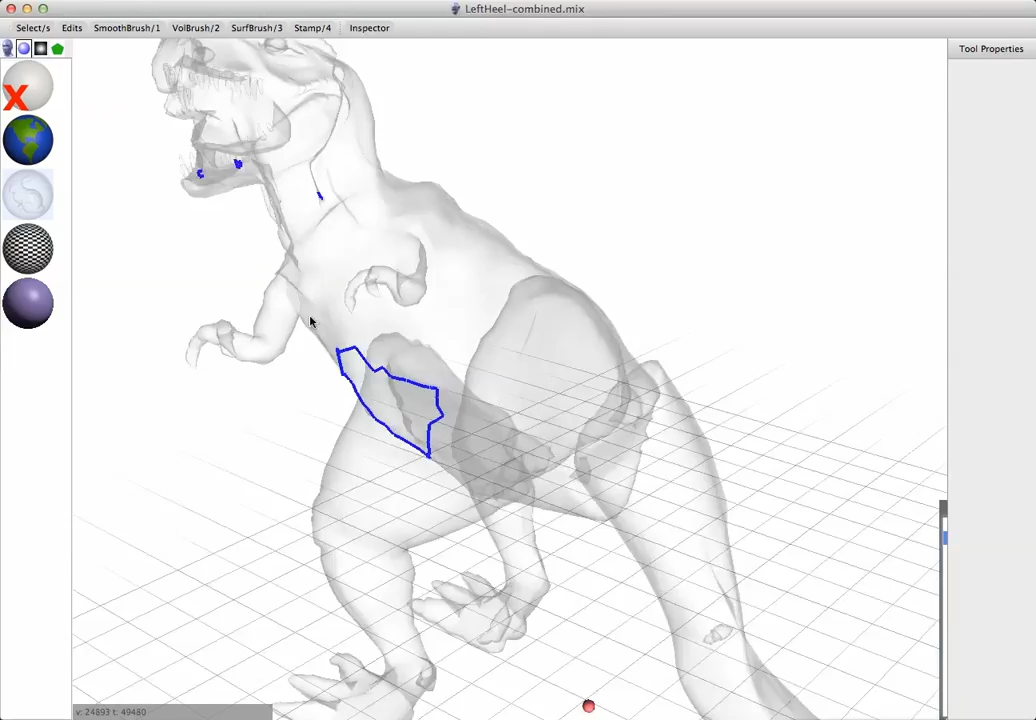 LeftHeel-combined.mix
Select/s Edits SmoothBrush/1 VolBrush/2 SurfBrush/3 Stamp/4 Inspector
Tool Properties
X
v: 24893 t: 49480